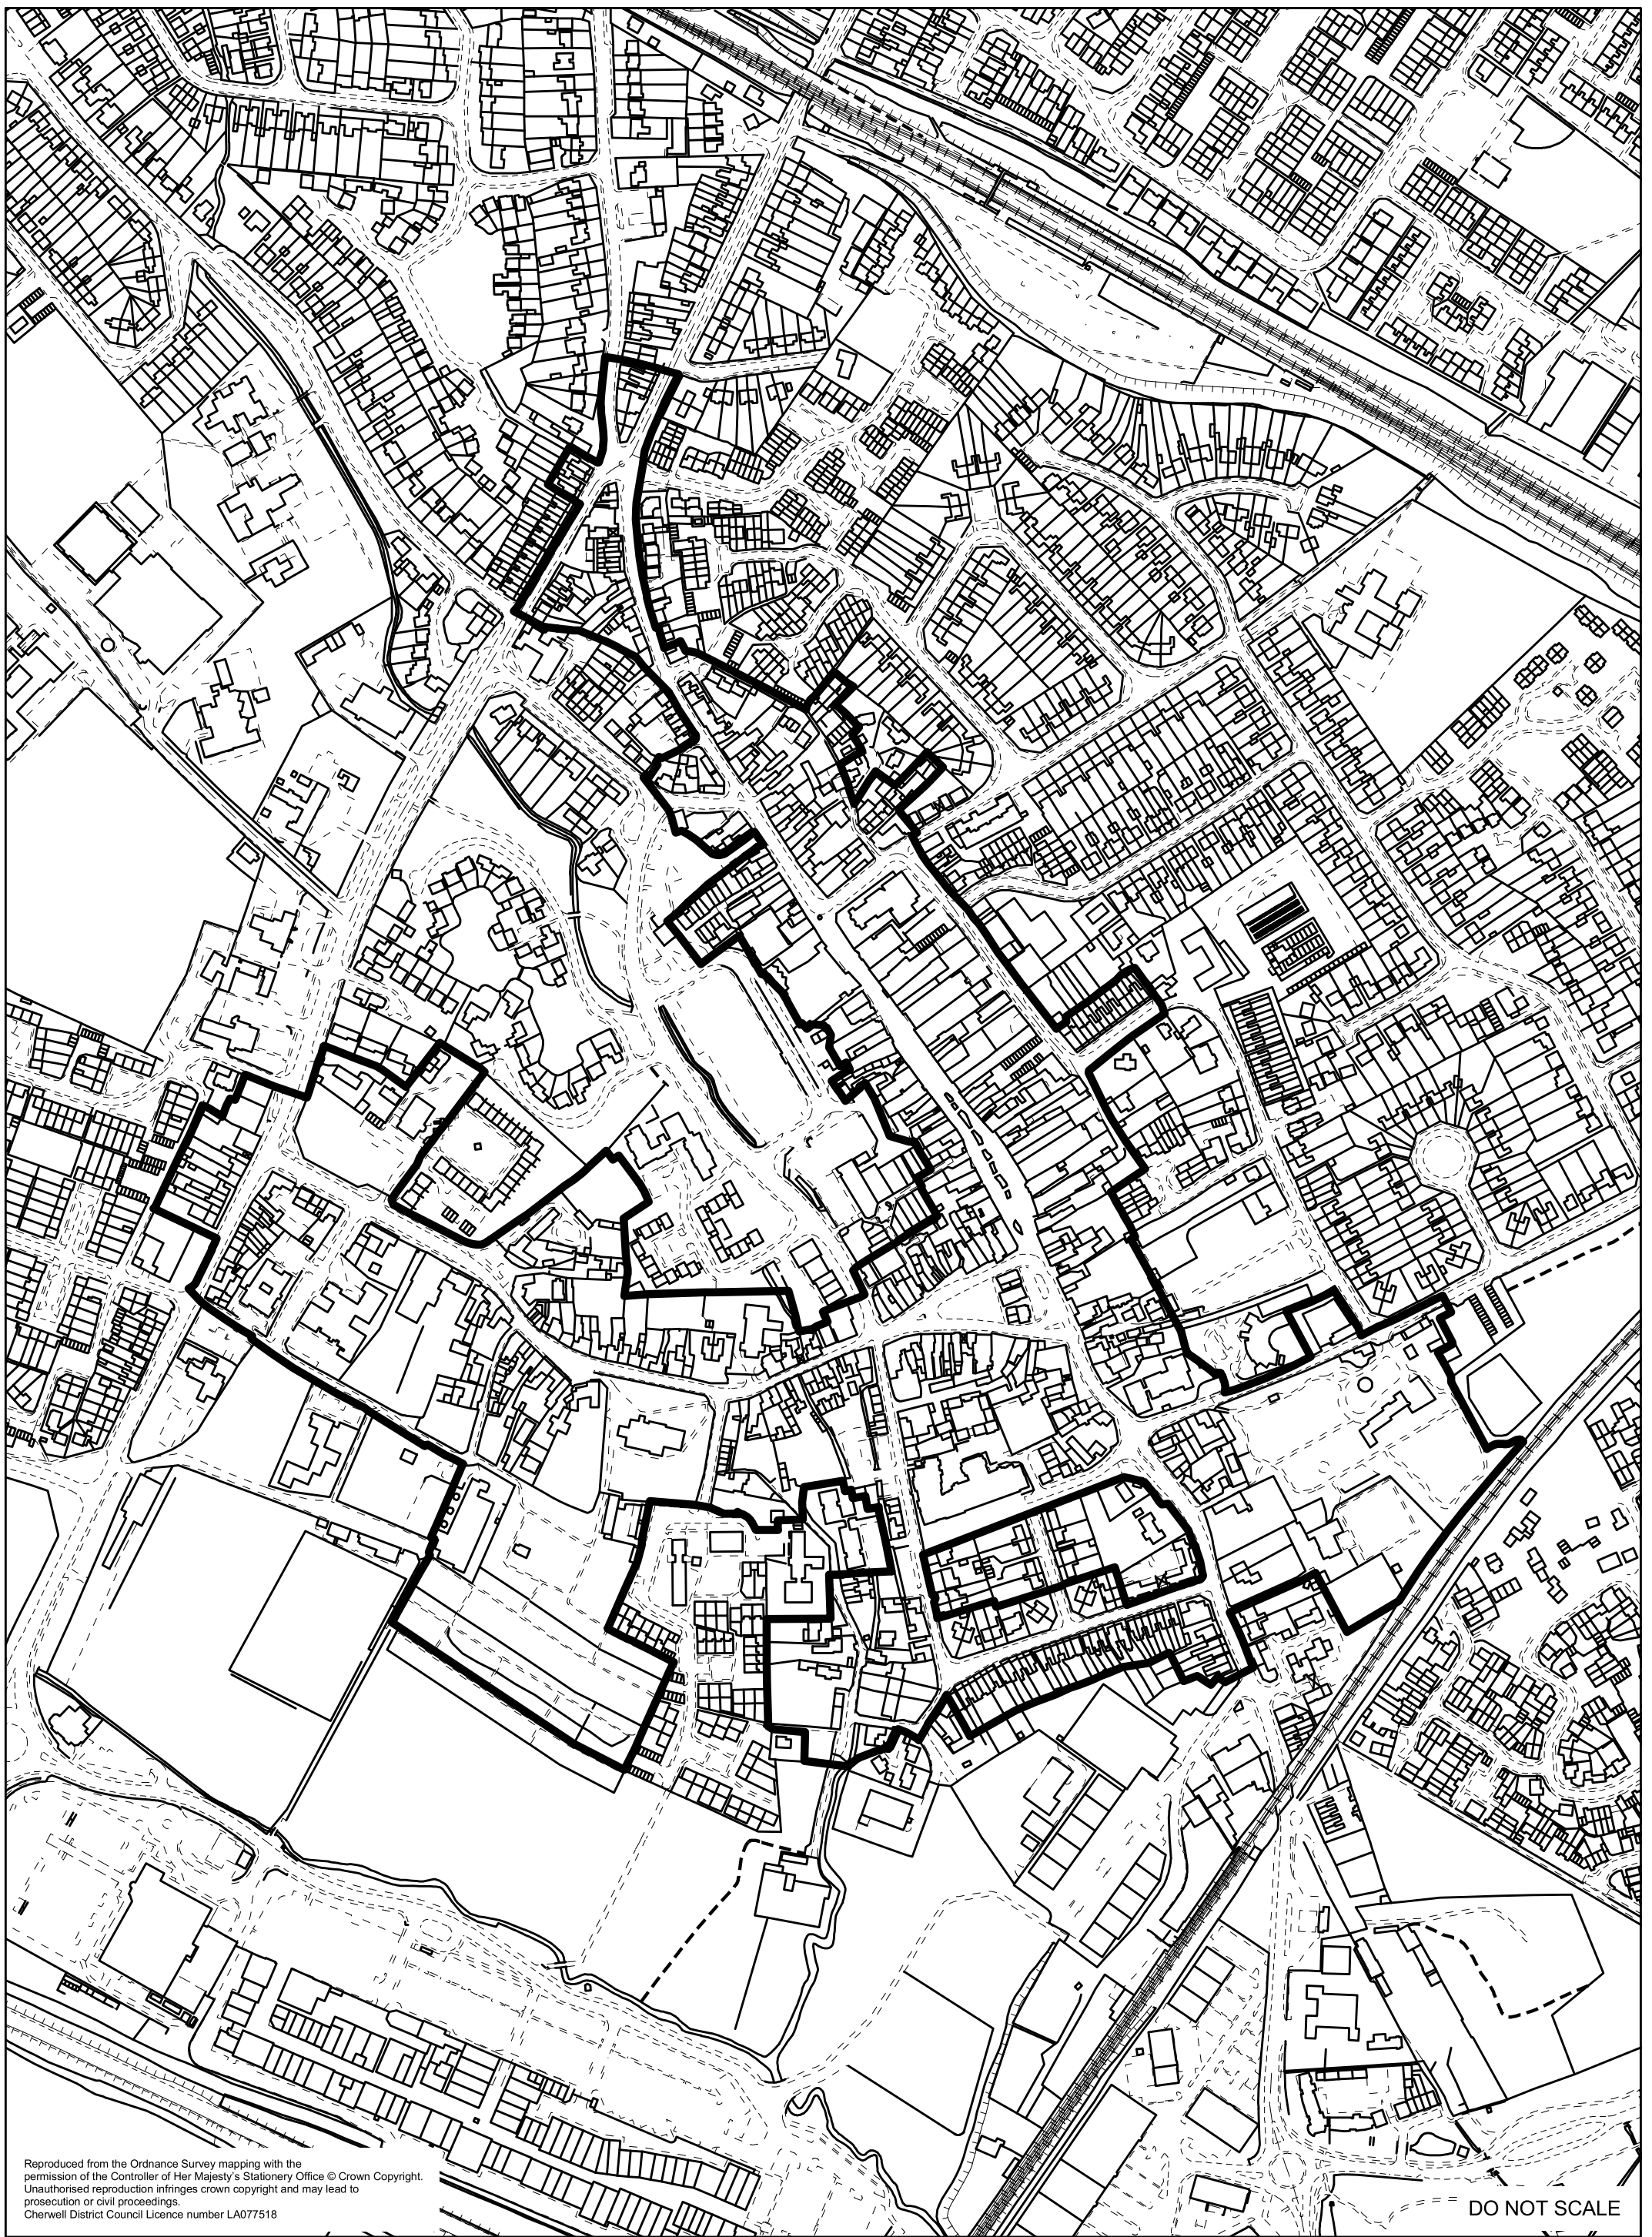 Reproduced from the Ordnance Survey mapping with the
permission of the Controller of Her Majesty's Stationery Office © Crown Copyright.
Unauthorised reproduction infringes crown copyright and may lead to
prosecution or civil proceedings.
Cherwell District Council Licence number LA077518
DO NOT SCALE